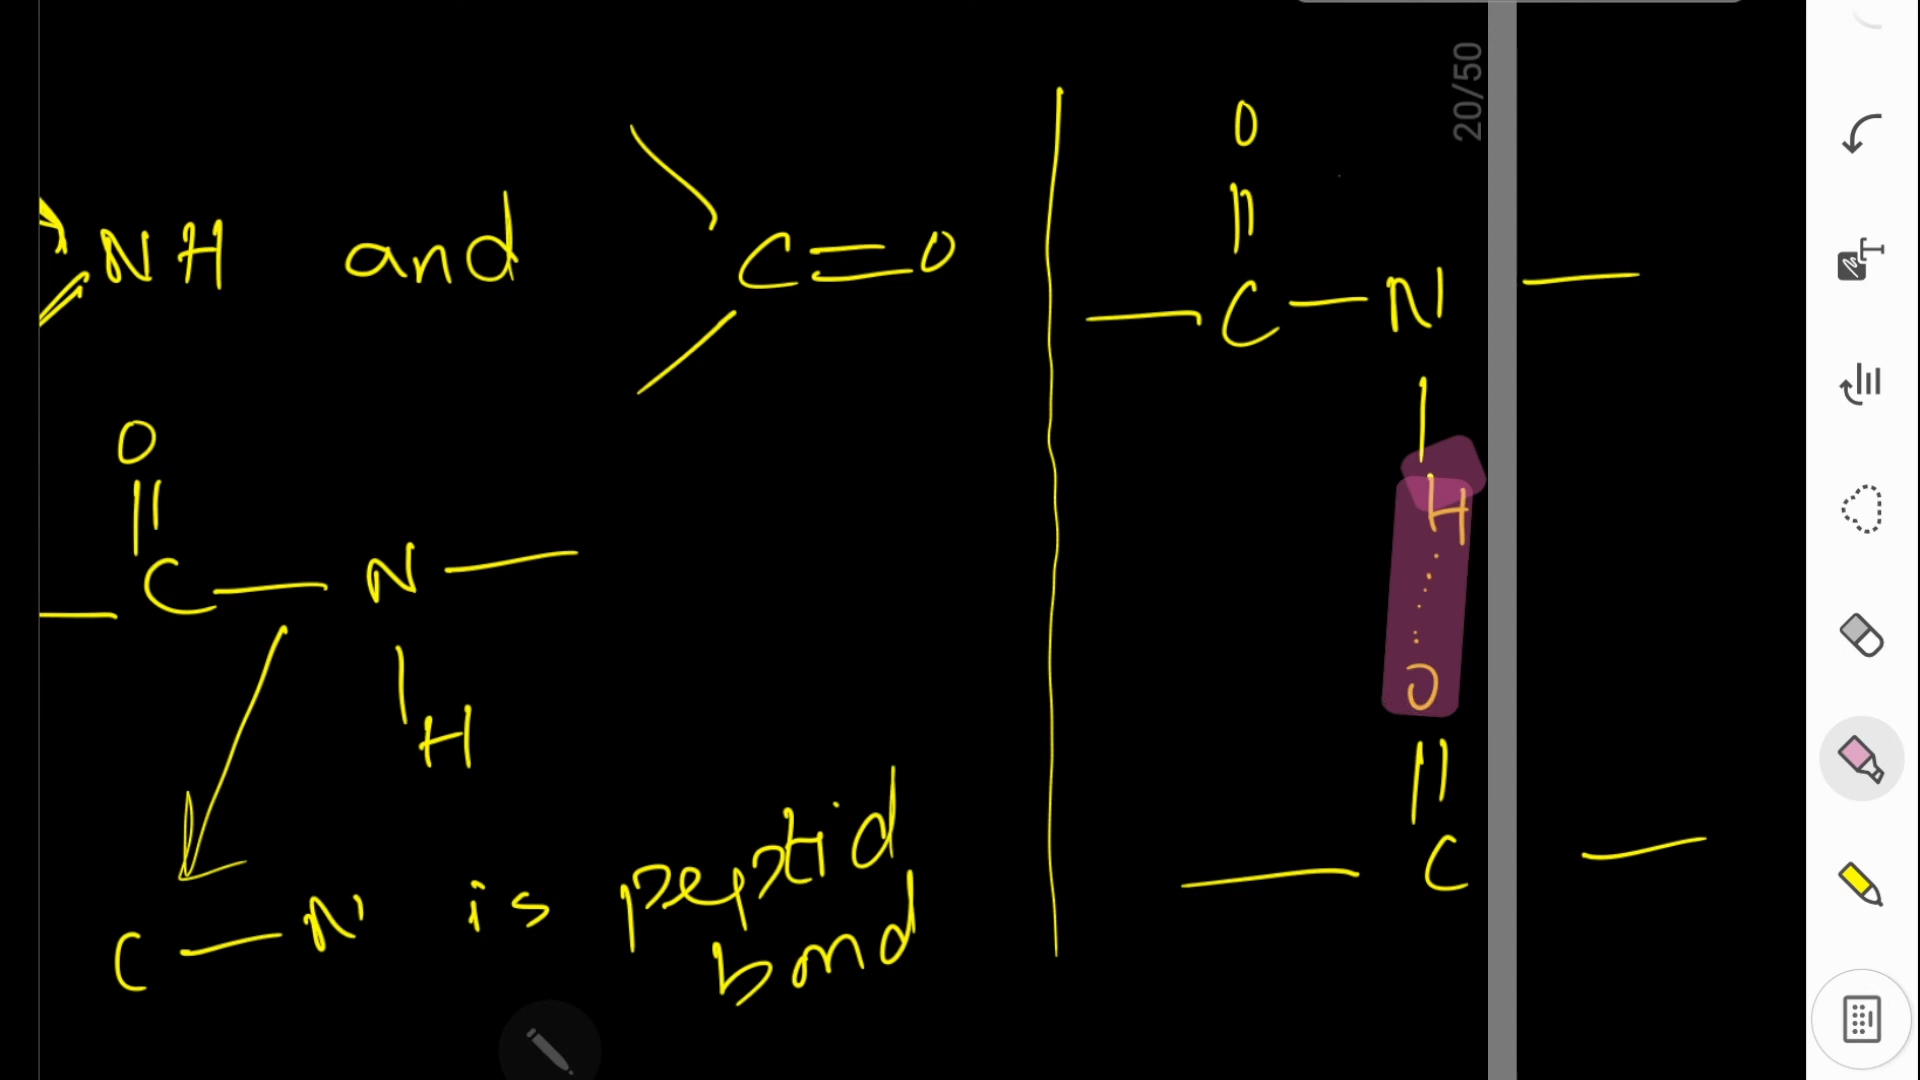 NH and C=O
O
||
C — N —
|
H
C — N is peptid
bond
O
||
— C — N —
|
H
.....
O
||
— C —
20/50